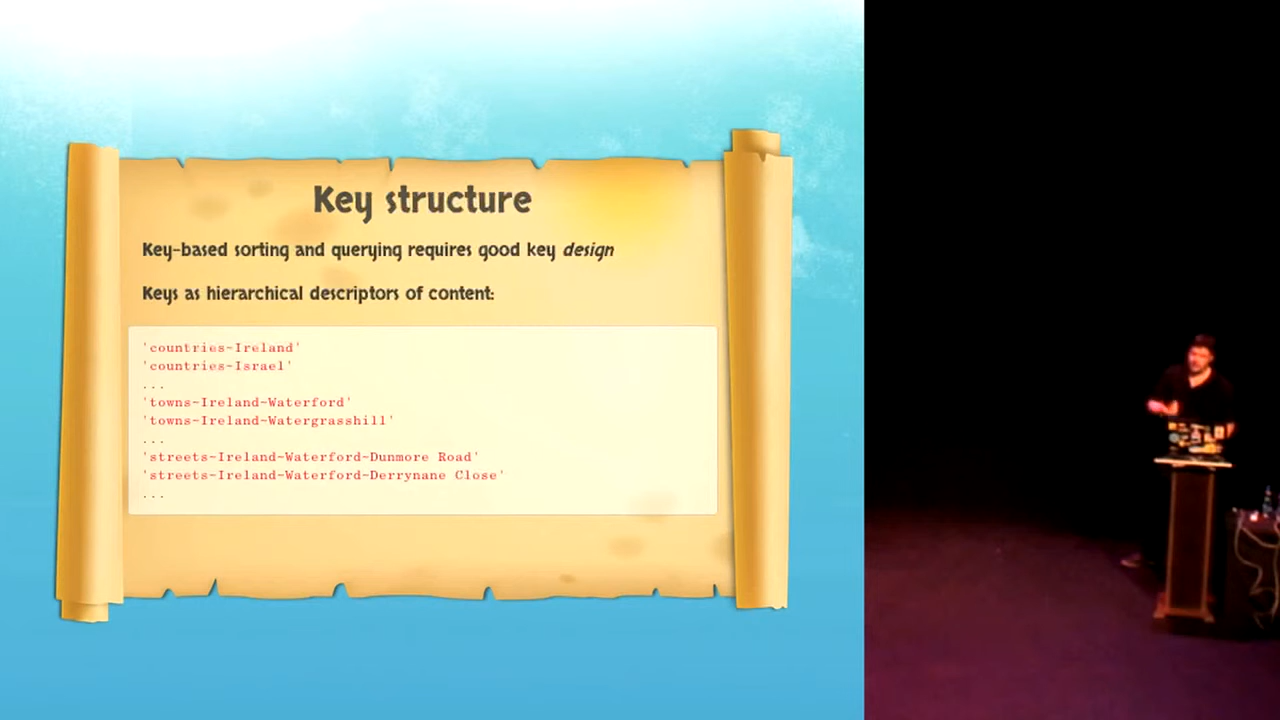 Key structure
Key-based sorting and querying requires good key design
Keys as hierarchical descriptors of content:
'countries~Ireland'
'countries~Israel'
...
'towns~Ireland~Waterford'
'towns~Ireland~Watergrasshill'
...
'streets~Ireland~Waterford~Dunmore Road'
'streets~Ireland~Waterford~Derrynane Close'
...